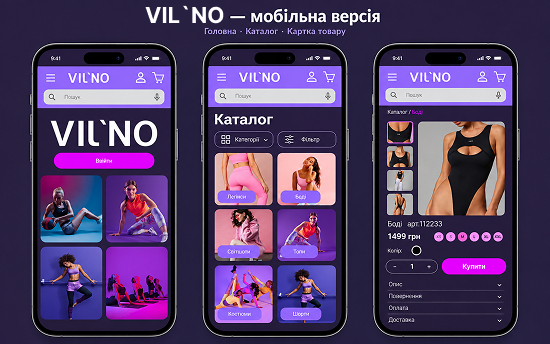 VIL`NO — мобільна версія
Головна · Каталог · Картка товару
9:41
VIL`NO
Пошук
VIL`NO
Ввійти
9:41
VIL`NO
Пошук
Каталог
Категорії
Фільтр
Легінси
Боді
Світшоти
Топи
Костюми
Шорти
9:41
VIL`NO
Пошук
Каталог / Боді
Боді арт.112233
1499 грн
S M L XL
Колір:
− 1 +
Купити
Опис
Повернення
Оплата
Доставка